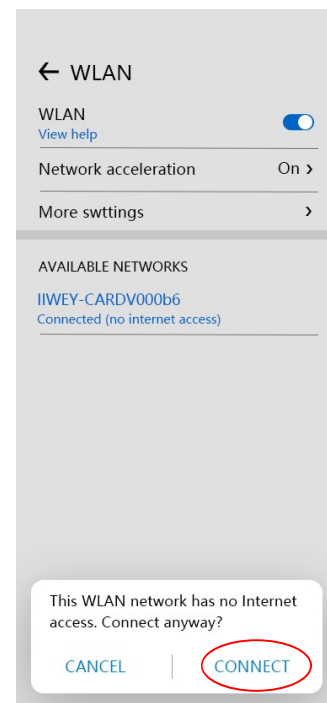 ← WLAN
WLAN
View help
Network acceleration On >
More swttings >
AVAILABLE NETWORKS
IIWEY-CARDV000b6
Connected (no internet access)
This WLAN network has no Internet
access. Connect anyway?
CANCEL CONNECT